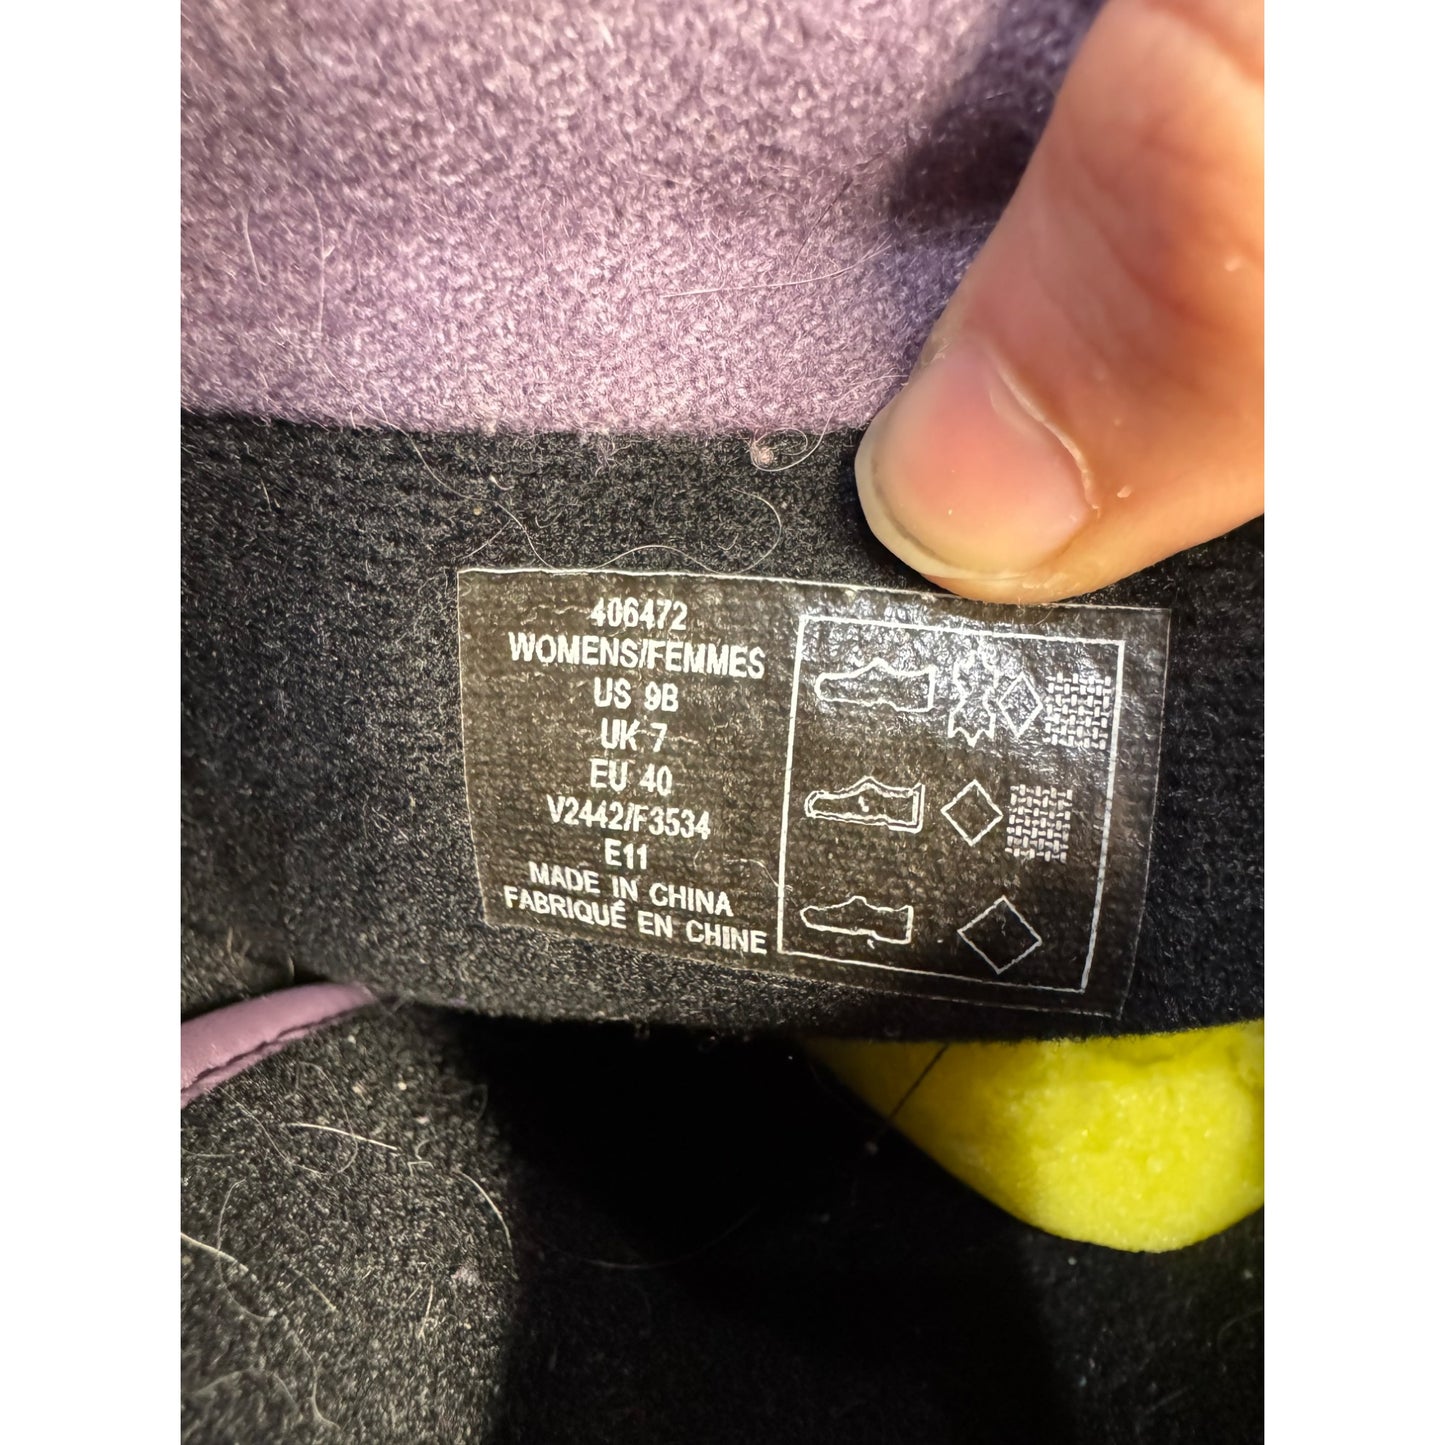 406472
WOMENS/FEMMES
US 9B
UK 7
EU 40
V2442/F3534
E11
MADE IN CHINA
FABRIQUÉ EN CHINE